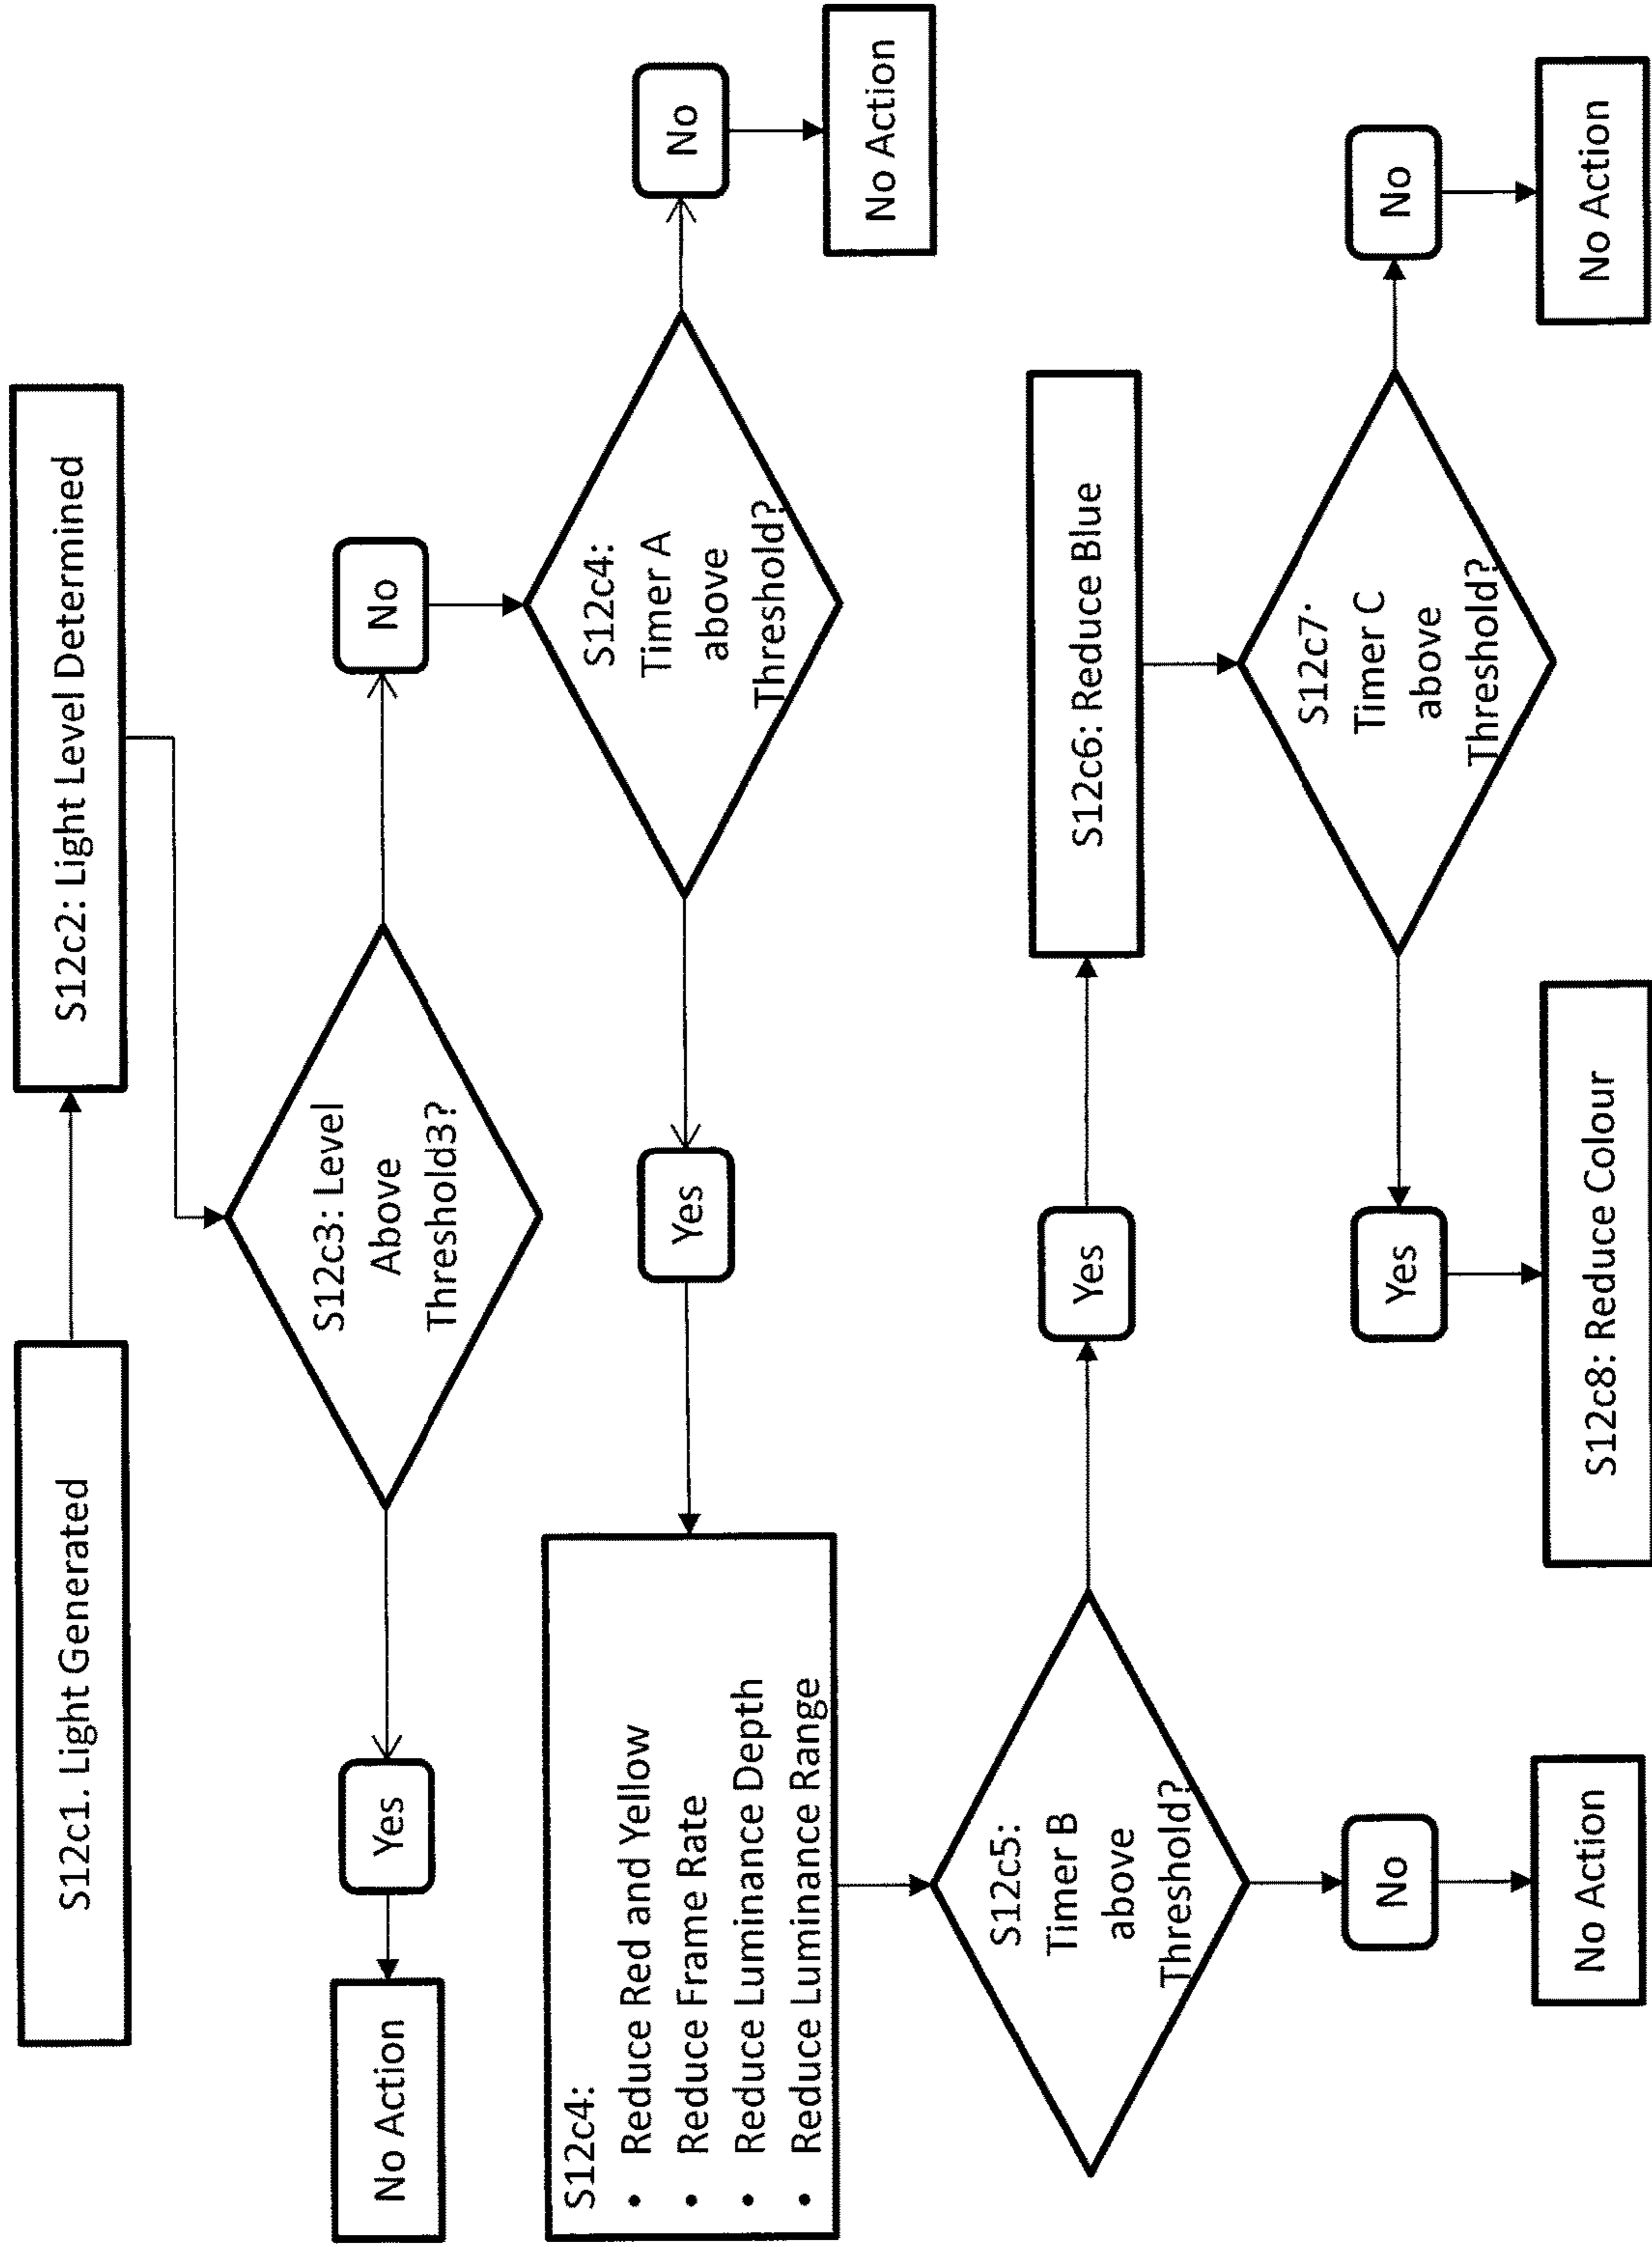 S12c1. Light Generated
S12c2: Light Level Determined
S12c3: Level
Above
Threshold3?
Yes
No Action
No
S12c4:
Timer A
above
Threshold?
No
No Action
Yes
S12c4:
• Reduce Red and Yellow
• Reduce Frame Rate
• Reduce Luminance Depth
• Reduce Luminance Range
S12c5:
Timer B
above
Threshold?
No
No Action
Yes
S12c6: Reduce Blue
S12c7.
Timer C
above
Threshold?
No
No Action
Yes
S12c8: Reduce Colour